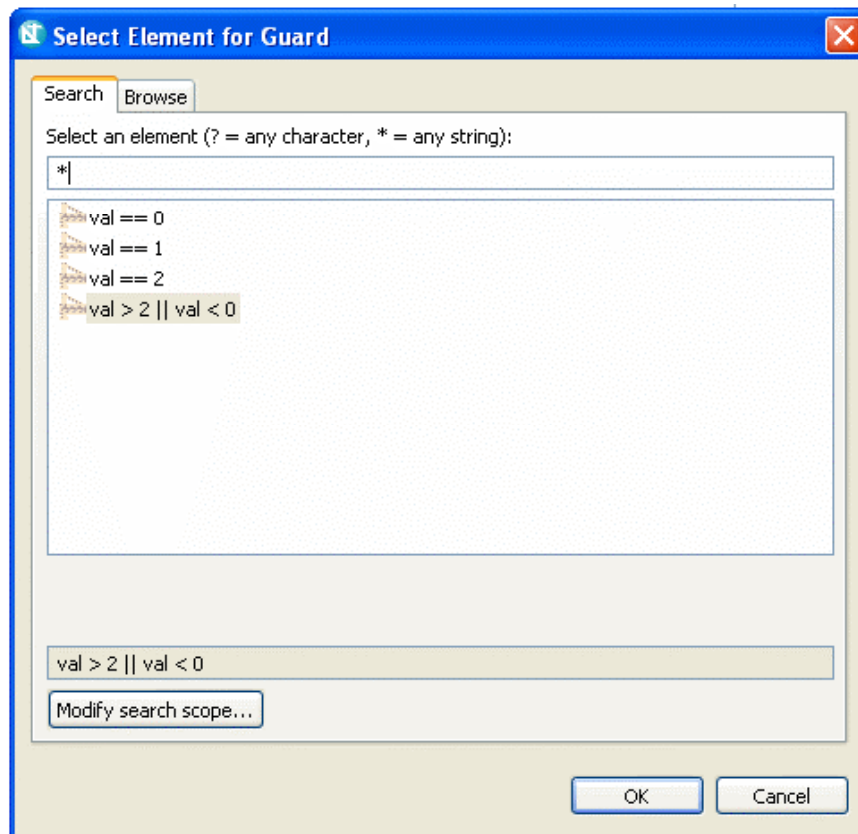 Select Element for Guard
Search Browse
Select an element (? = any character, * = any string):
*
val == 0
val == 1
val == 2
val > 2 || val < 0
val > 2 || val < 0
Modify search scope...
OK Cancel